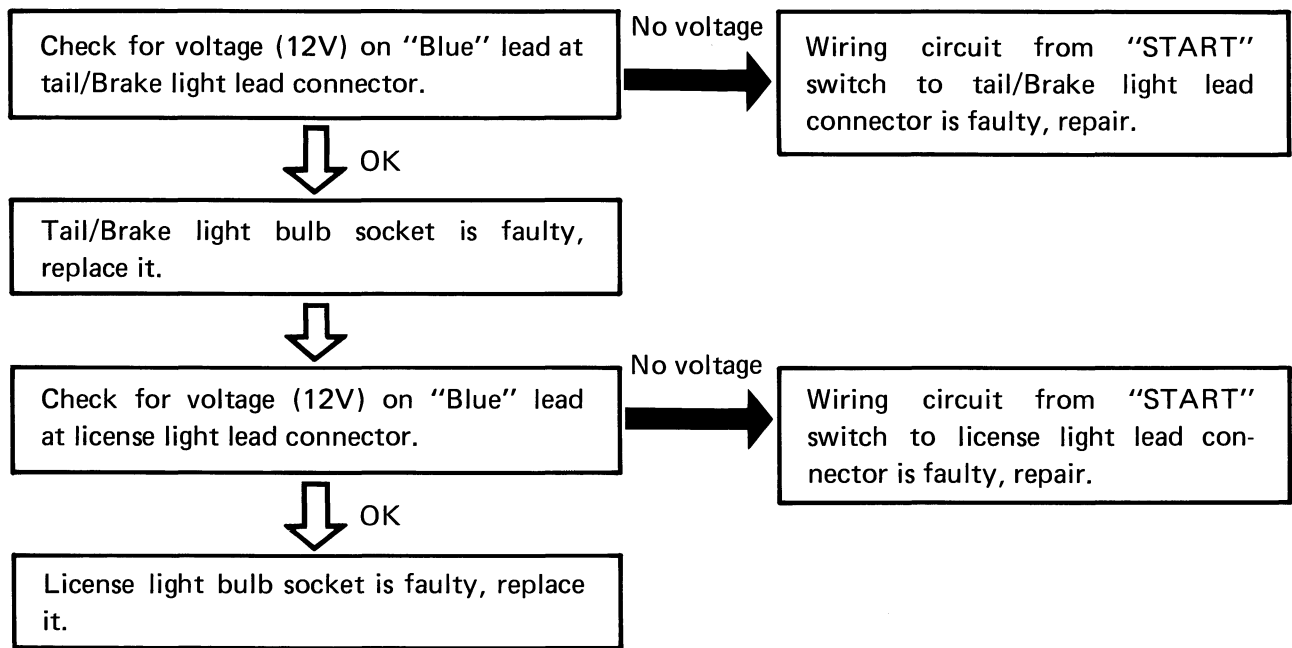 Check for voltage (12V) on “Blue” lead at
tail/Brake light lead connector.
No voltage
Wiring circuit from “START”
switch to tail/Brake light lead
connector is faulty, repair.
OK
Tail/Brake light bulb socket is faulty,
replace it.
Check for voltage (12V) on “Blue” lead
at license light lead connector.
No voltage
Wiring circuit from “START”
switch to license light lead con-
nector is faulty, repair.
OK
License light bulb socket is faulty, replace
it.